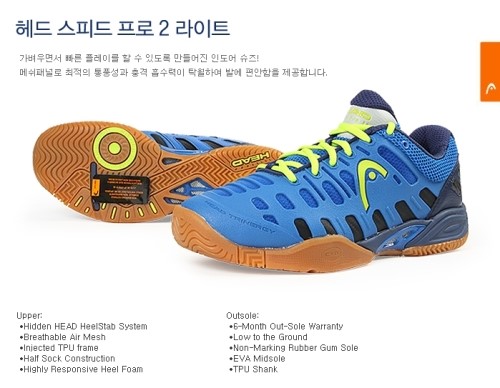 헤드 스피드 프로 2 라이트
가벼우면서 빠른 플레이를 할 수 있도록 만들어진 인도어 슈즈!
메쉬패널로 최적의 통풍성과 충격 흡수력이 탁월하여 발에 편안함을 제공합니다.
HEAD
Upper:
•Hidden HEAD HeelStab System
•Breathable Air Mesh
•Injected TPU frame
•Half Sock Construction
•Highly Responsive Heel Foam
Outsole:
•6-Month Out-Sole Warranty
•Low to the Ground
•Non-Marking Rubber Gum Sole
•EVA Midsole
•TPU Shank